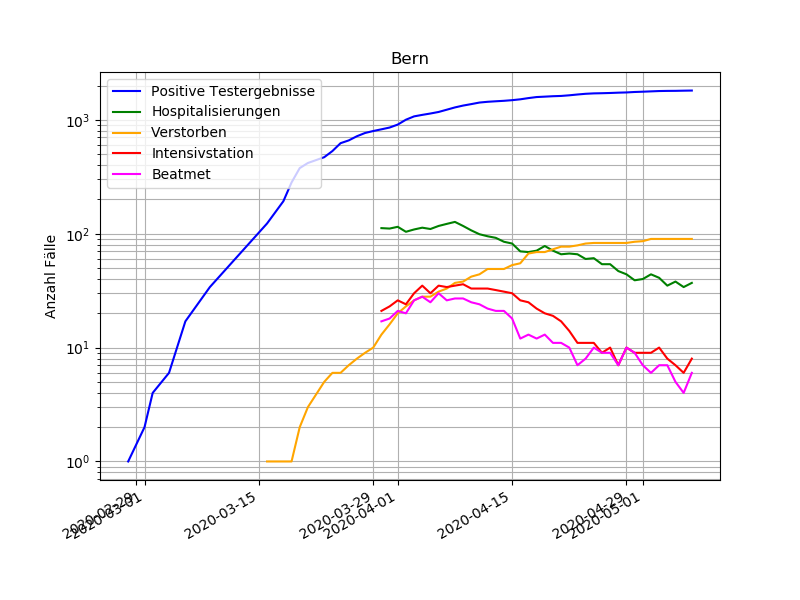 Bern
Anzahl Fälle
Positive Testergebnisse
Hospitalisierungen
Verstorben
Intensivstation
Beatmet
10³
10²
10¹
10⁰
2020-03-01
2020-03-15
2020-03-29
2020-04-01
2020-04-15
2020-04-29
2020-05-01